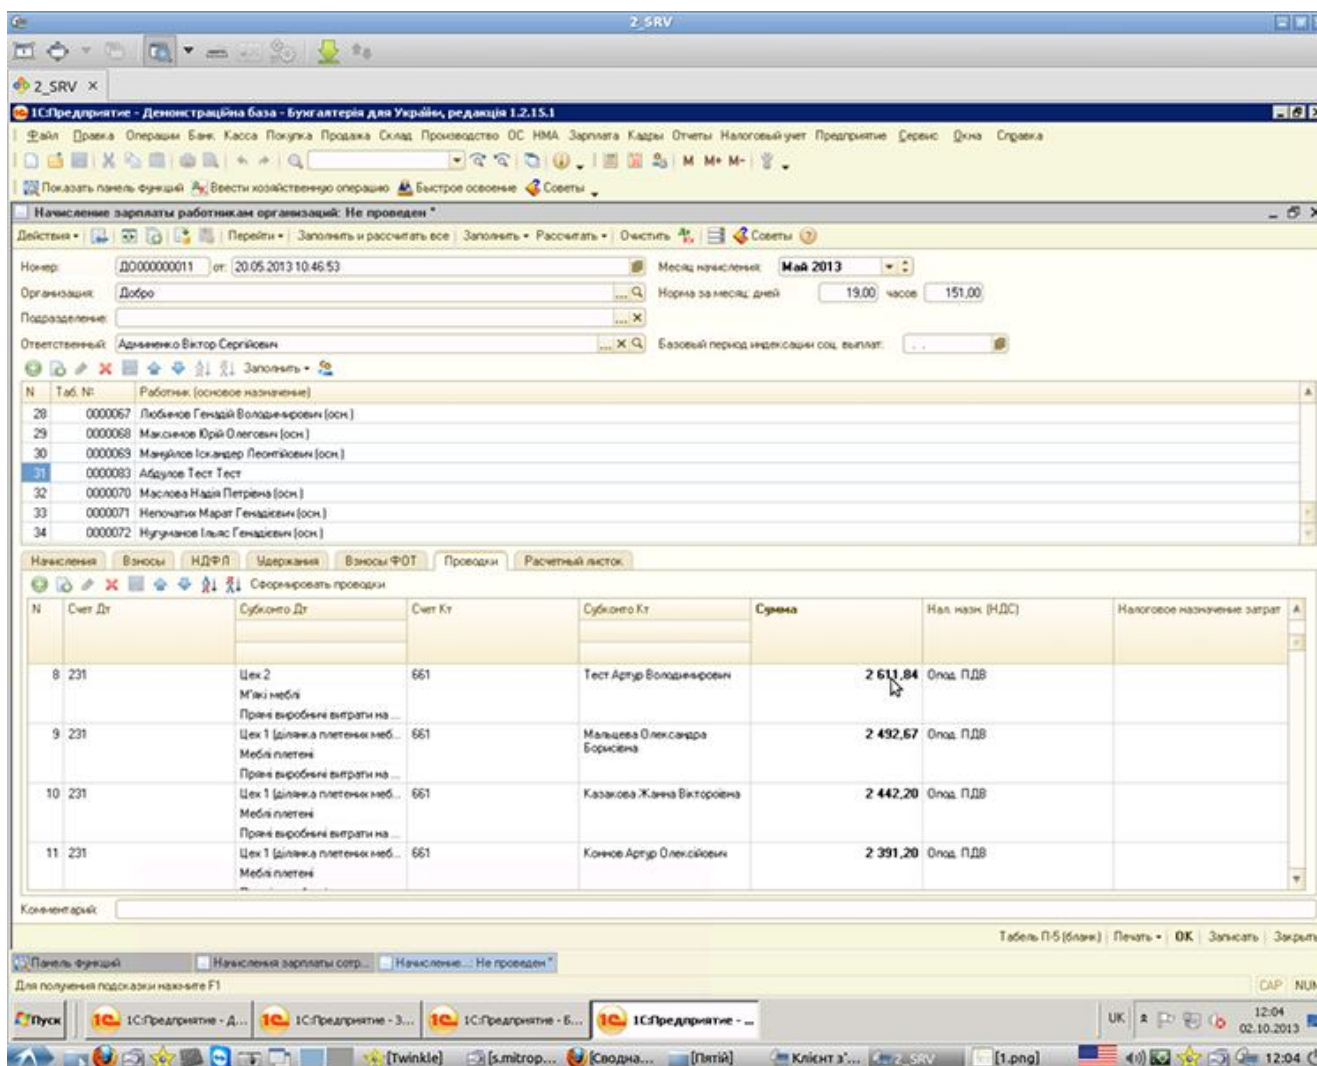 2_SRV
2_SRV ×
1С:Предприятие - Демонстраційна база - Бухгалтерія для України, редакція 1.2.15.1
Файл Правка Операции Банк Касса Покупка Продажа Склад Производство ОС НМА Зарплата Кадры Отчеты Налоговый учет Предприятие Сервис Окна Справка
M M+ M-
Показать панель функций Ввести хозяйственную операцию Быстрое освоение Советы
Начисление зарплаты работникам организаций: Не проведен *
Действия Перейти Заполнить и рассчитать все Заполнить Рассчитать Очистить Советы
Номер: ДО000000011 от: 20.05.2013 10:46:53 Месяц начисления: Май 2013
Организация: Добро Норма за месяц: дней 19,00 часов 151,00
Подразделение:
Ответственный: Адміненко Віктор Сергійович Базовый период индексации соц. выплат: . .
Заполнить
N Таб. № Работник (основное назначение)
28 0000067 Любимов Генадій Володимирович (осн.)
29 0000068 Максимов Юрій Олегович (осн.)
30 0000069 Мануйлов Іскандер Леонтійович (осн.)
31 0000083 Абдулов Тест Тест
32 0000070 Маслова Надія Петрівна (осн.)
33 0000071 Непочатих Марат Генадієвич (осн.)
34 0000072 Нугуманов Ільяс Генадієвич (осн.)
Начисления Взносы НДФЛ Удержания Взносы ФОТ Проводки Расчетный листок
Сформировать проводки
N Счет Дт Субконто Дт Счет Кт Субконто Кт Сумма Нал. назн. (НДС) Налоговое назначение затрат
8 231 Цех 2 661 Тест Артур Володимирович 2 611,84 Опод. ПДВ
М'які меблі
Прямі виробничі витрати на ...
9 231 Цех 1 (ділянка плетених меб... 661 Мальцева Олександра Борисівна 2 492,67 Опод. ПДВ
Меблі плетені
Прямі виробничі витрати на ...
10 231 Цех 1 (ділянка плетених меб... 661 Казакова Жанна Вікторовна 2 442,20 Опод. ПДВ
Меблі плетені
Прямі виробничі витрати на ...
11 231 Цех 1 (ділянка плетених меб... 661 Коннов Артур Олексійович 2 391,20 Опод. ПДВ
Меблі плетені
Комментарий:
Табель П-5 (бланк) Печать OK Записать Закрыть
Панель функций Начисления зарплаты сотр... Начисление...: Не проведен *
Для получения подсказки нажмите F1 CAP NUM
Пуск 1С:Предприятие - Д... 1С:Предприятие - З... 1С:Предприятие - Б... 1С:Предприятие - ... UK 12:04
02.10.2013
[Twinkle] [s.mitrop... [Сводна... [Пятій] Клієнт з'... 2_SRV [1.png] 12:04